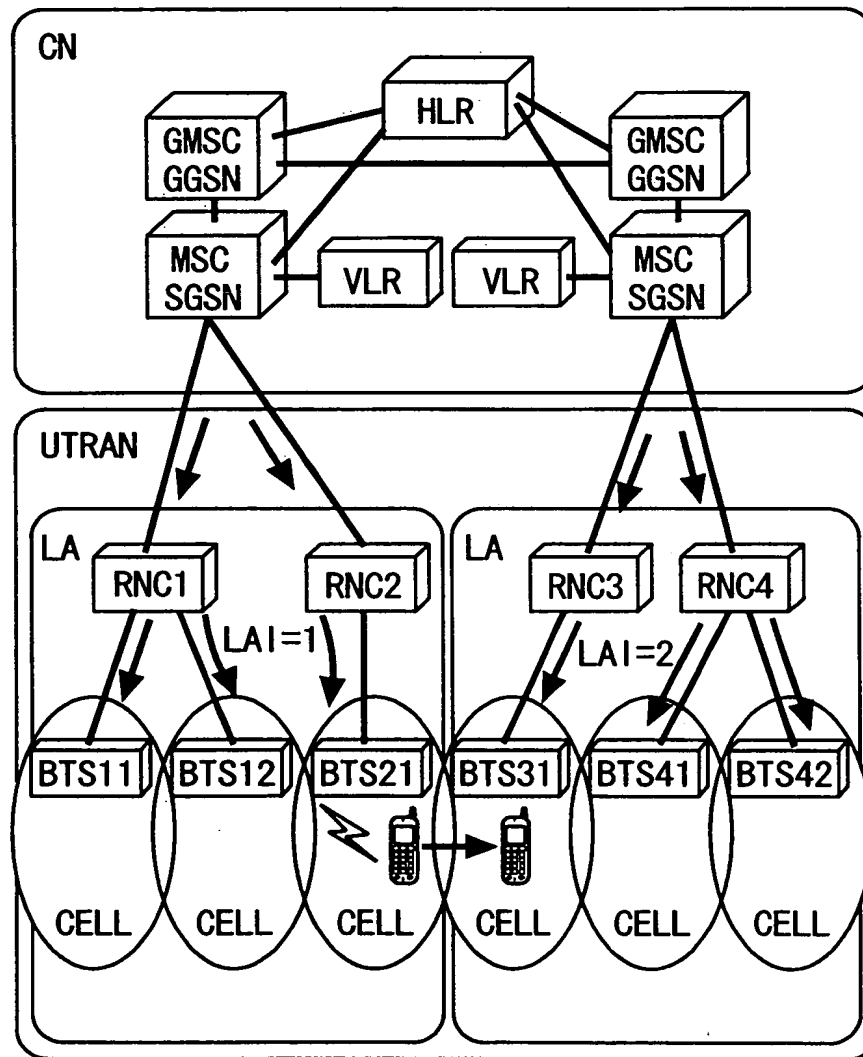 CN
HLR
GMSC
GGSN
GMSC
GGSN
MSC
SGSN
VLR
VLR
MSC
SGSN
UTRAN
LA
RNC1
RNC2
LAI=1
LA
RNC3
RNC4
LAI=2
BTS11
BTS12
BTS21
BTS31
BTS41
BTS42
CELL
CELL
CELL
CELL
CELL
CELL